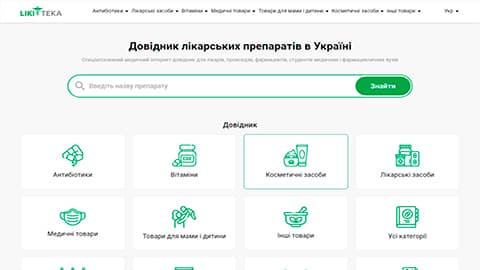 LIKITEKA
Антибіотики Лікарські засоби Вітаміни Медичні товари Товари для мами і дитини Косметичні засоби Інші товари Укр
Довідник лікарських препаратів в Україні
Спеціалізований медичний інтернет-довідник для лікарів, провізорів, фармацевтів, студентів медичних і фармацевтичних вузів
Введіть назву препарату Знайти
Довідник
Антибіотики Вітаміни Косметичні засоби Лікарські засоби
Медичні товари Товари для мами і дитини Інші товари Усі категорії